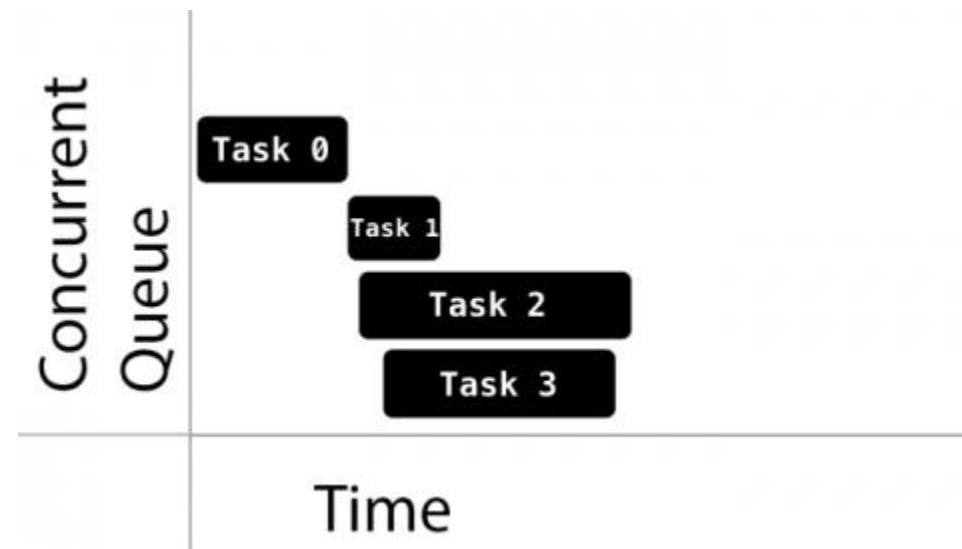 Concurrent
Queue
Task 0
Task 1
Task 2
Task 3
Time